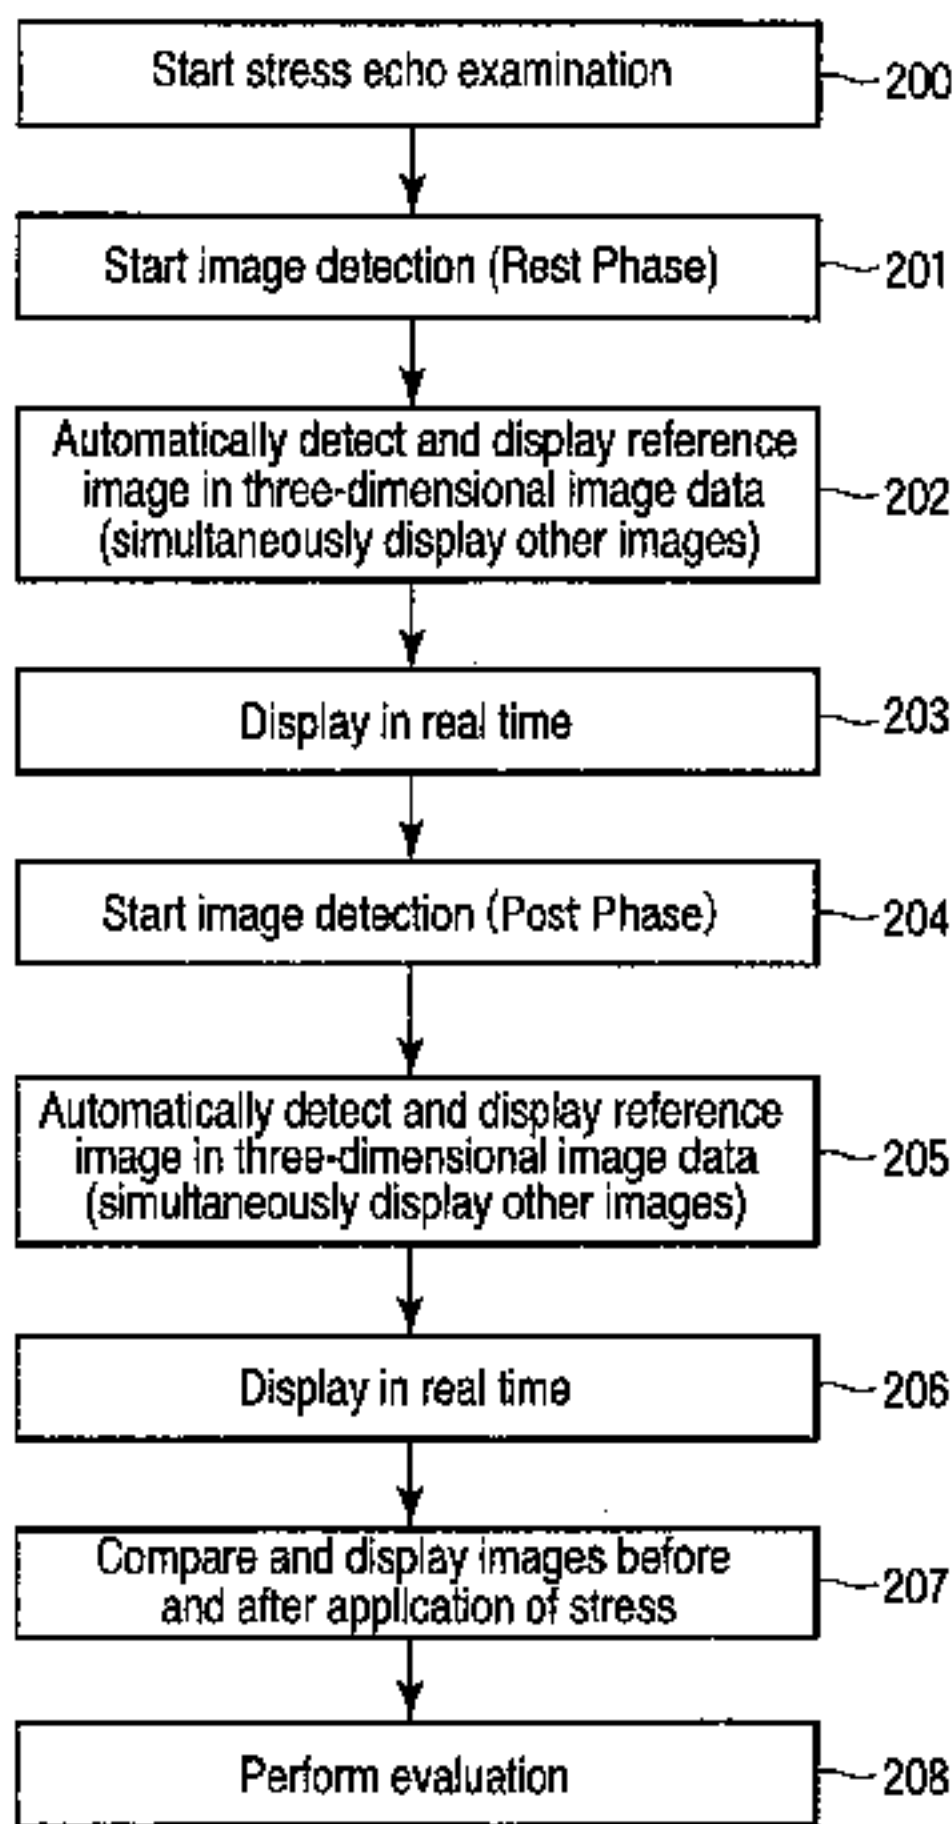 Start stress echo examination
200
Start image detection (Rest Phase)
201
Automatically detect and display reference
image in three-dimensional image data
(simultaneously display other images)
202
Display in real time
203
Start image detection (Post Phase)
204
Automatically detect and display reference
image in three-dimensional image data
(simultaneously display other images)
205
Display in real time
206
Compare and display images before
and after application of stress
207
Perform evaluation
208